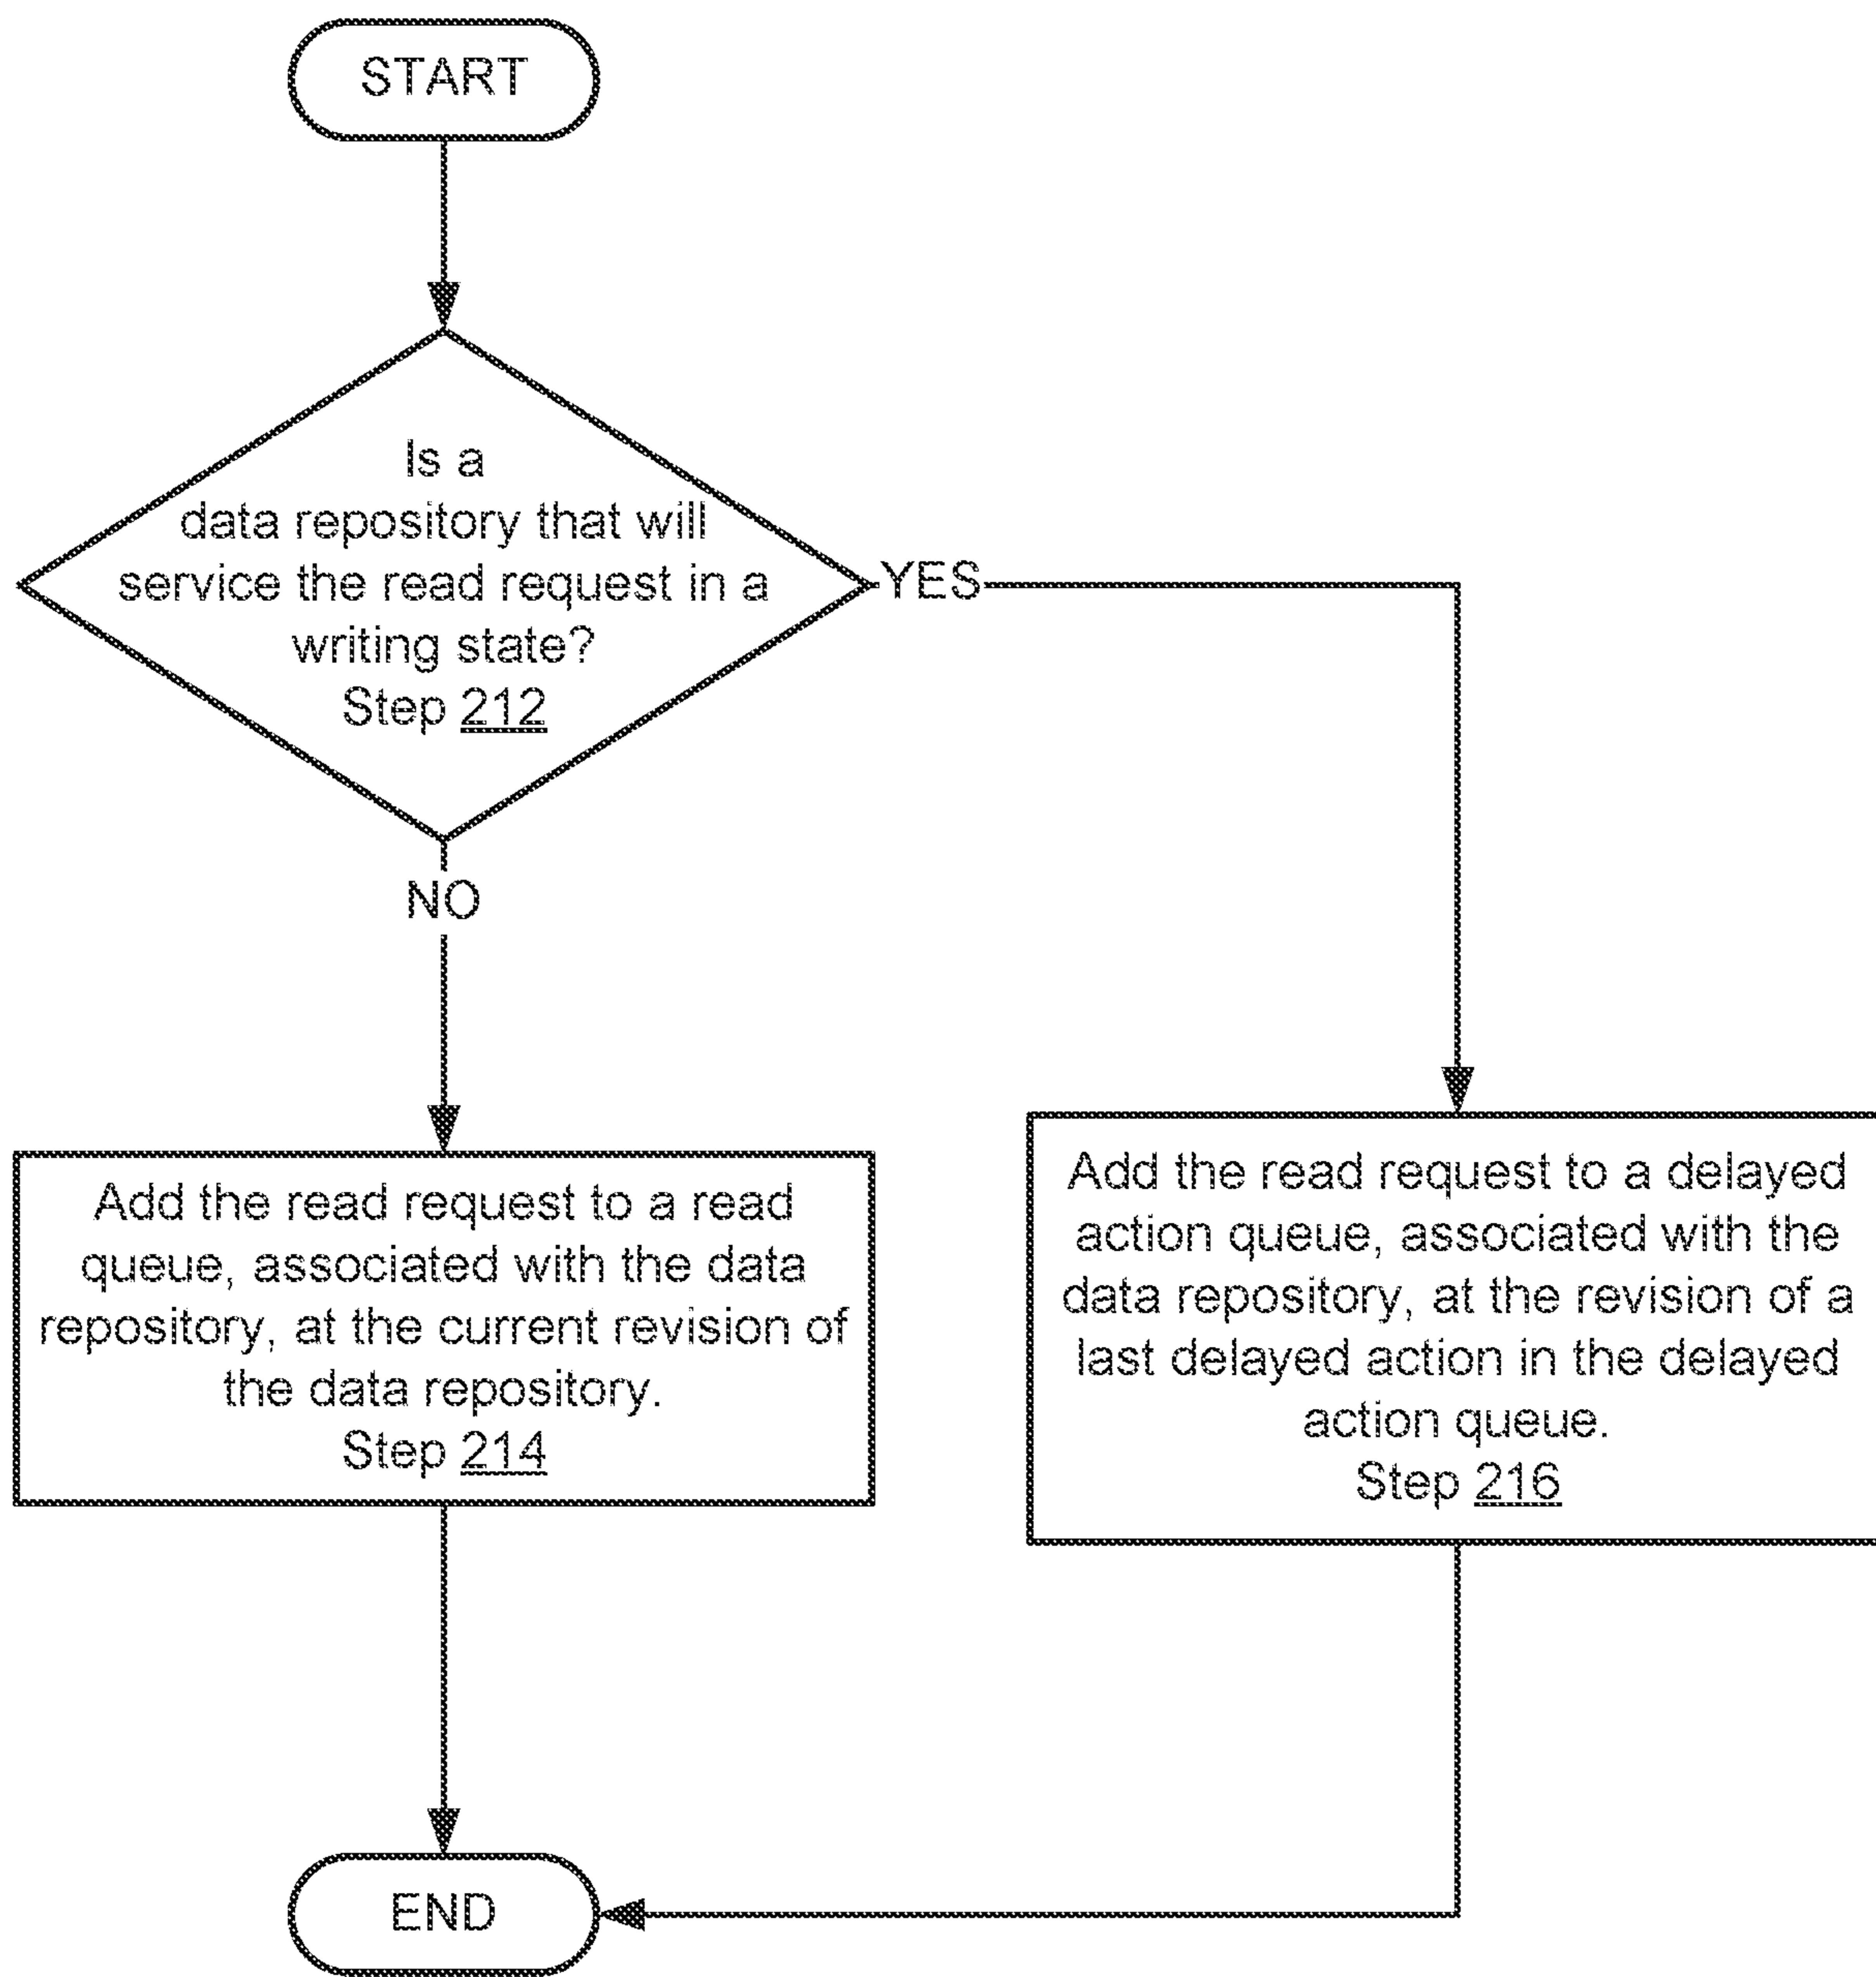 START
Is a
data repository that will
service the read request in a
writing state?
Step 212
YES
NO
Add the read request to a read
queue, associated with the data
repository, at the current revision of
the data repository.
Step 214
Add the read request to a delayed
action queue, associated with the
data repository, at the revision of a
last delayed action in the delayed
action queue.
Step 216
END